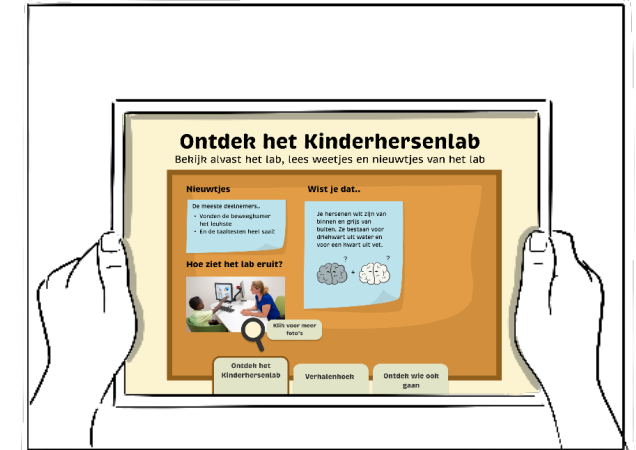 Ontdek het Kinderhersenlab
Bekijk alvast het lab, lees weetjes en nieuwtjes van het lab
Nieuwtjes
De meeste deelnemers..
• Vonden de beweegkamer
het leukste
• En de taaltesten heel saai!
Hoe ziet het lab eruit?
Klik voor meer
foto's
Wist je dat..
Je hersenen wit zijn van
binnen en grijs van
buiten. Ze bestaan voor
driekwart uit water en
voor een kwart uit vet.
? ?
+
Ontdek het
Kinderhersenlab
Verhalenhoek
Ontdek wie ook
gaan